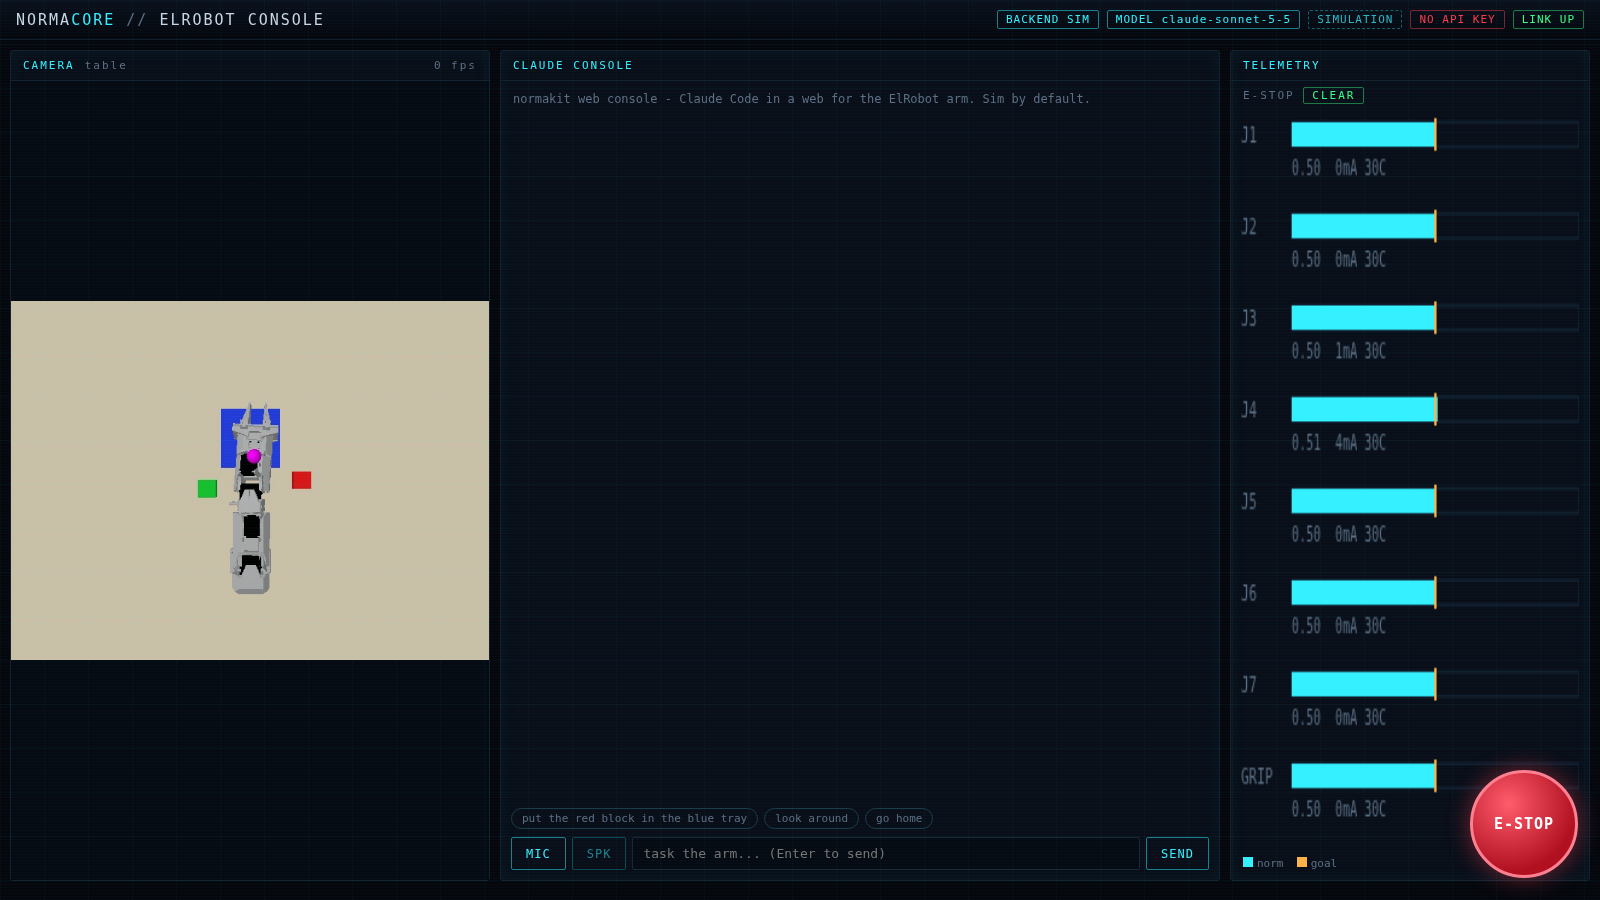 NORMACORE // ELROBOT CONSOLE
BACKEND SIM
MODEL claude-sonnet-5-5
SIMULATION
NO API KEY
LINK UP
CAMERA table
0 fps
CLAUDE CONSOLE
normakit web console - Claude Code in a web for the ElRobot arm. Sim by default.
put the red block in the blue tray
look around
go home
MIC
SPK
task the arm... (Enter to send)
SEND
TELEMETRY
E-STOP CLEAR
J1
0.50 0mA 30C
J2
0.50 0mA 30C
J3
0.50 1mA 30C
J4
0.51 4mA 30C
J5
0.50 0mA 30C
J6
0.50 0mA 30C
J7
0.50 0mA 30C
GRIP
0.50 0mA 30C
E-STOP
norm goal